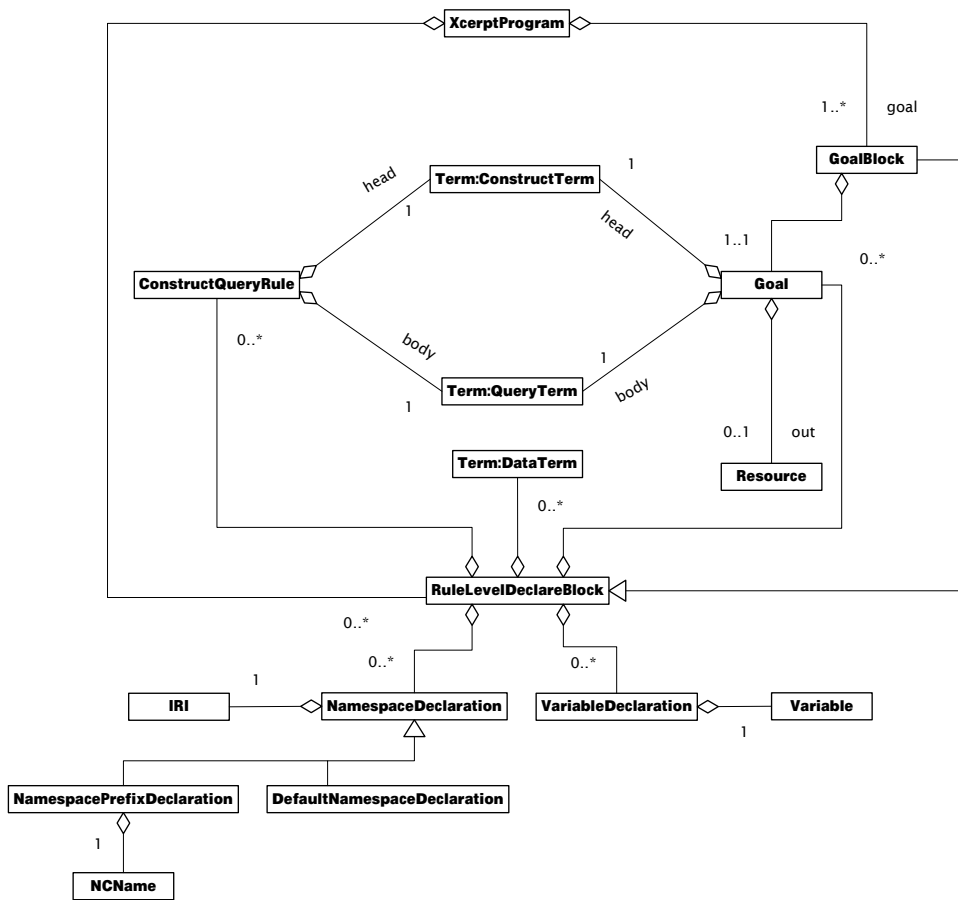 XcerptProgram
1..*
goal
GoalBlock
1
Term:ConstructTerm
head
1
head
1..1
0..*
ConstructQueryRule
Goal
0..*
body
1
Term:QueryTerm
1
body
0..1
out
Term:DataTerm
Resource
0..*
RuleLevelDeclareBlock
0..*
0..*
0..*
1
IRI
NamespaceDeclaration
VariableDeclaration
Variable
1
NamespacePrefixDeclaration
DefaultNamespaceDeclaration
1
NCName